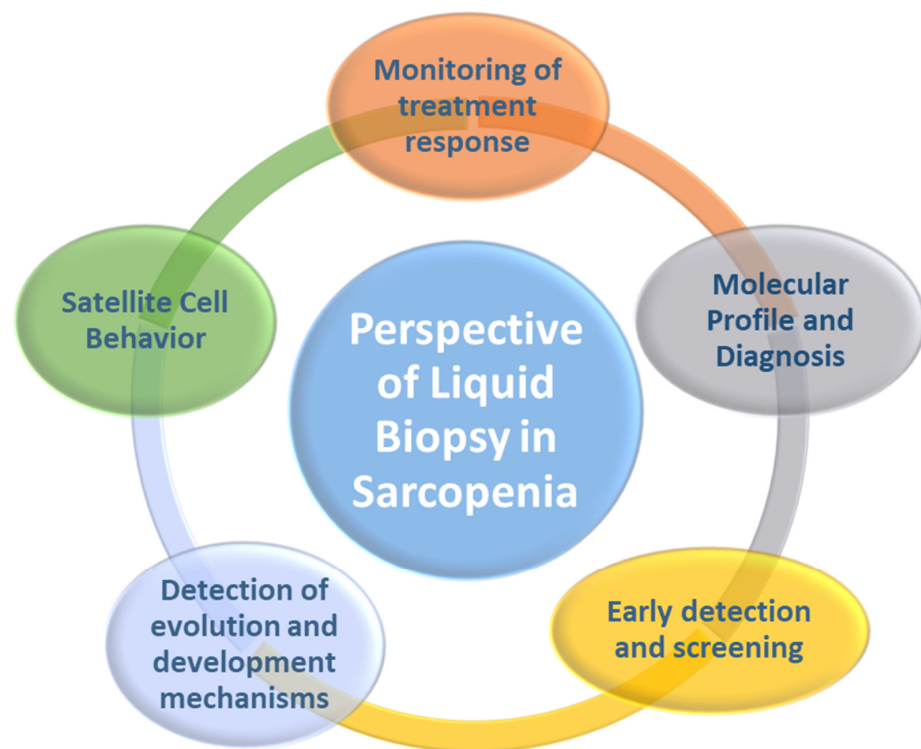 Monitoring of
treatment
response
Molecular
Profile and
Diagnosis
Early detection
and screening
Detection of
evolution and
development
mechanisms
Satellite Cell
Behavior
Perspective
of Liquid
Biopsy in
Sarcopenia